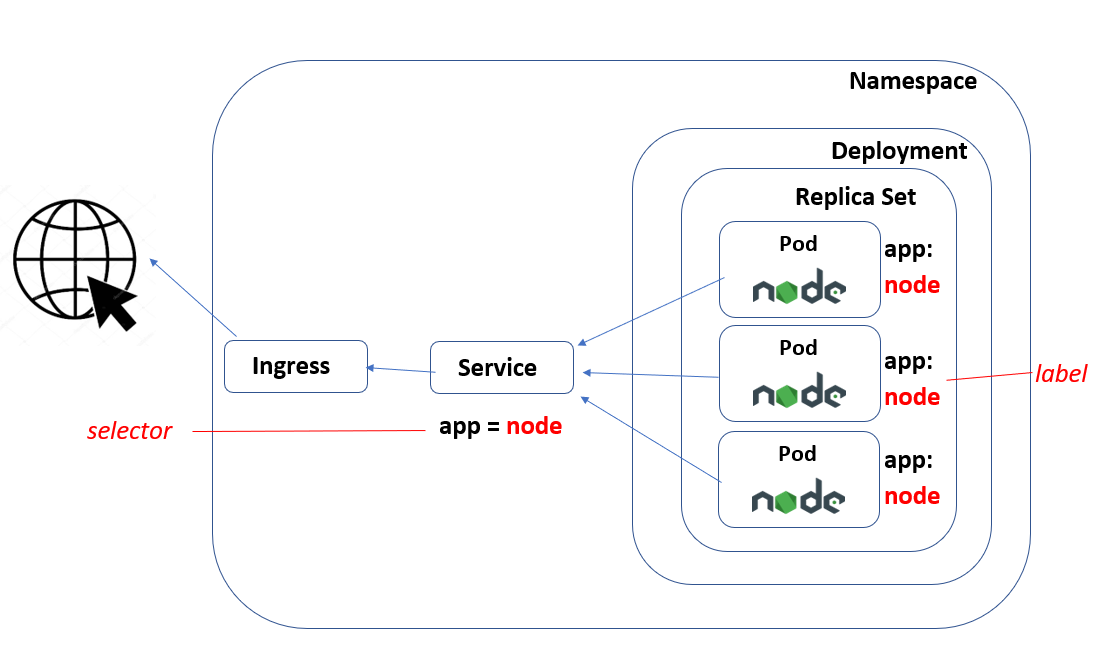 Namespace
Deployment
Replica Set
Pod
node
app:
node
Pod
node
app:
node
label
Pod
node
app:
node
Ingress
Service
selector
app = node